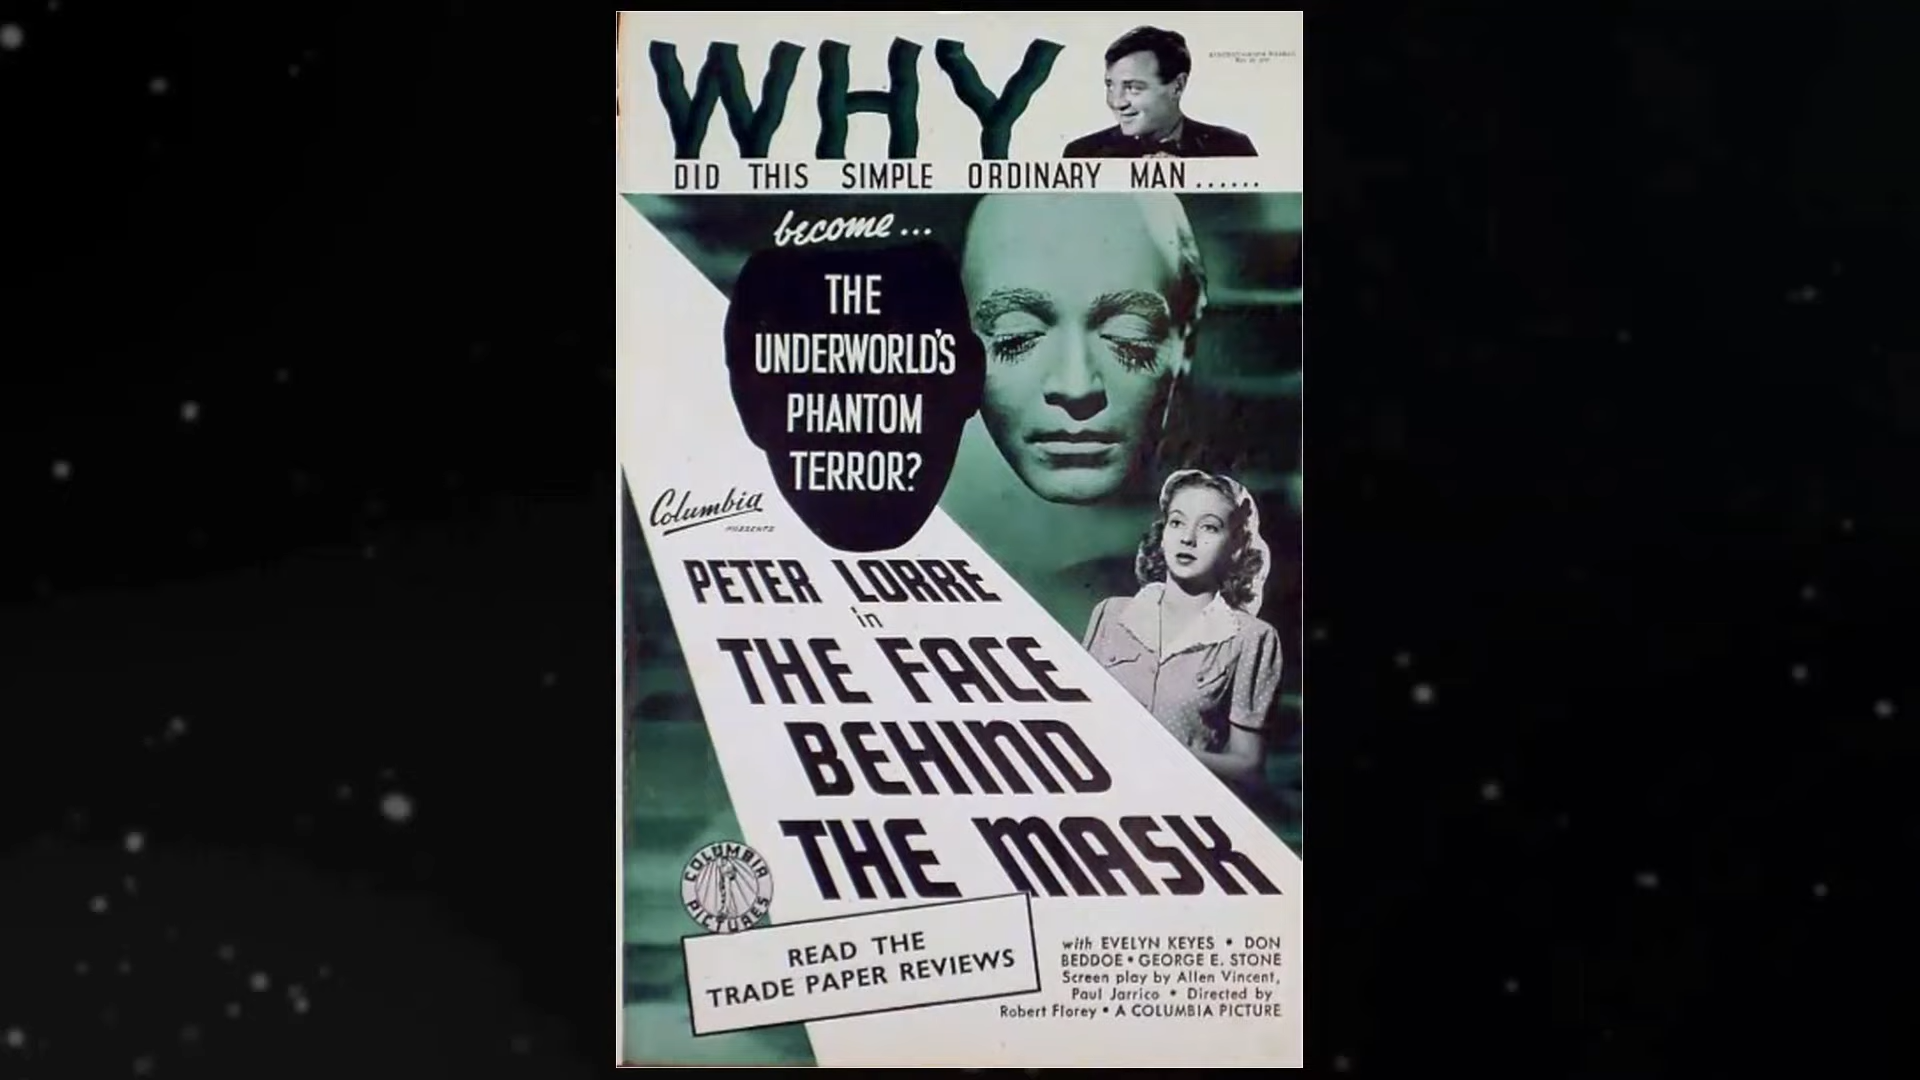 WHY
DID THIS SIMPLE ORDINARY MAN......
become...
THE
UNDERWORLD'S
PHANTOM
TERROR?
Columbia
PRESENTS
PETER LORRE
in
THE FACE
BEHIND
THE MASK
COLUMBIA
PICTURES
READ THE
TRADE PAPER REVIEWS
with EVELYN KEYES • DON
BEDDOE • GEORGE E. STONE
Screen play by Allen Vincent,
Paul Jarrico • Directed by
Robert Florey • A COLUMBIA PICTURE